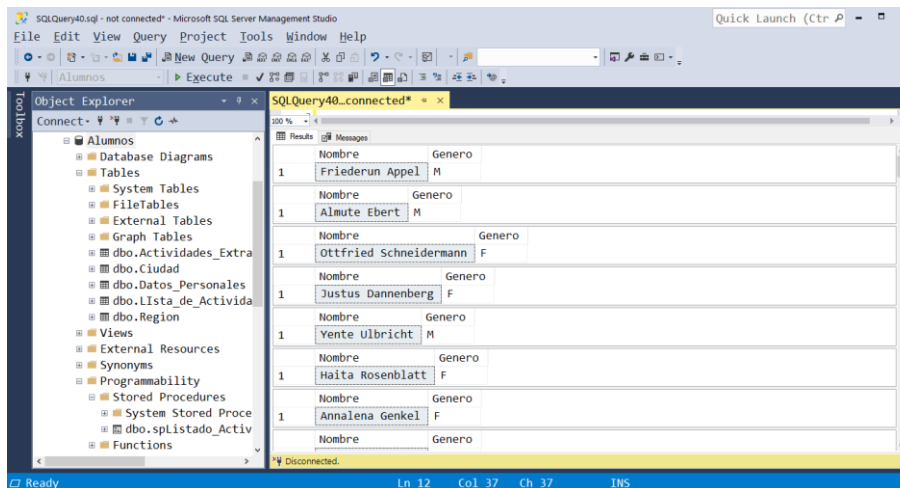 SQLQuery40.sql - not connected* - Microsoft SQL Server Management Studio
Quick Launch (Ctr
File Edit View Query Project Tools Window Help
New Query
Alumnos
Execute
Toolbox
Object Explorer
SQLQuery40…connected*
Connect
100 %
Alumnos
Database Diagrams
Tables
System Tables
FileTables
External Tables
Graph Tables
dbo.Actividades_Extra
dbo.Ciudad
dbo.Datos_Personales
dbo.LIsta_de_Activida
dbo.Region
Views
External Resources
Synonyms
Programmability
Stored Procedures
System Stored Proce
dbo.spListado_Activ
Functions
Results Messages
Nombre Genero
1 Friederun Appel M
Nombre Genero
1 Almute Ebert M
Nombre Genero
1 Ottfried Schneidermann F
Nombre Genero
1 Justus Dannenberg F
Nombre Genero
1 Yente Ulbricht M
Nombre Genero
1 Haita Rosenblatt F
Nombre Genero
1 Annalena Genkel F
Nombre Genero
Disconnected.
Ready Ln 12 Col 37 Ch 37 INS